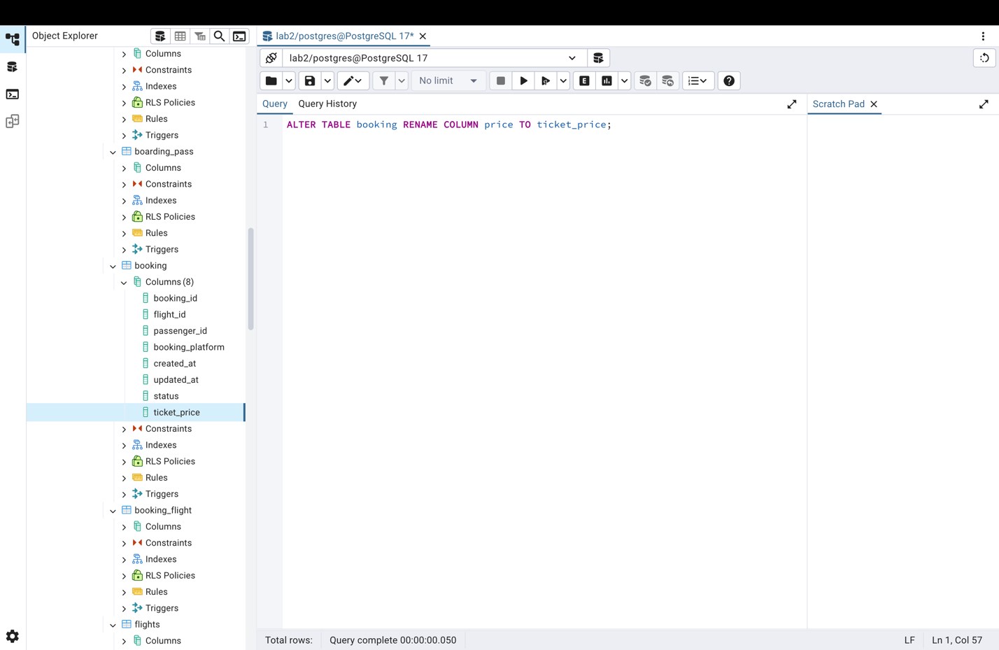 Object Explorer
lab2/postgres@PostgreSQL 17*
lab2/postgres@PostgreSQL 17
No limit
E
Query
Query History
Scratch Pad
1
ALTER TABLE booking RENAME COLUMN price TO ticket_price;
Columns
Constraints
Indexes
RLS Policies
Rules
Triggers
boarding_pass
Columns
Constraints
Indexes
RLS Policies
Rules
Triggers
booking
Columns (8)
booking_id
flight_id
passenger_id
booking_platform
created_at
updated_at
status
ticket_price
Constraints
Indexes
RLS Policies
Rules
Triggers
booking_flight
Columns
Constraints
Indexes
RLS Policies
Rules
Triggers
flights
Columns
Total rows:
Query complete 00:00:00.050
LF
Ln 1, Col 57